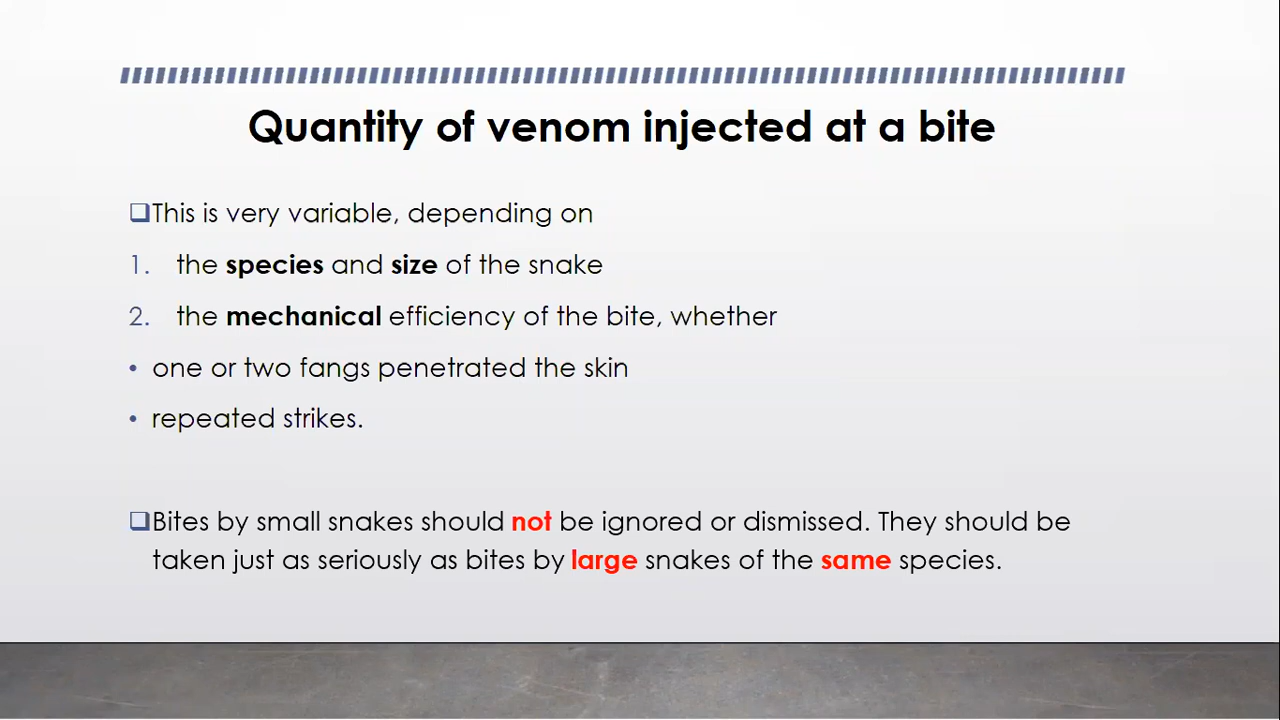 Quantity of venom injected at a bite
❑This is very variable, depending on
1. the species and size of the snake
2. the mechanical efficiency of the bite, whether
• one or two fangs penetrated the skin
• repeated strikes.
❑Bites by small snakes should not be ignored or dismissed. They should be
taken just as seriously as bites by large snakes of the same species.